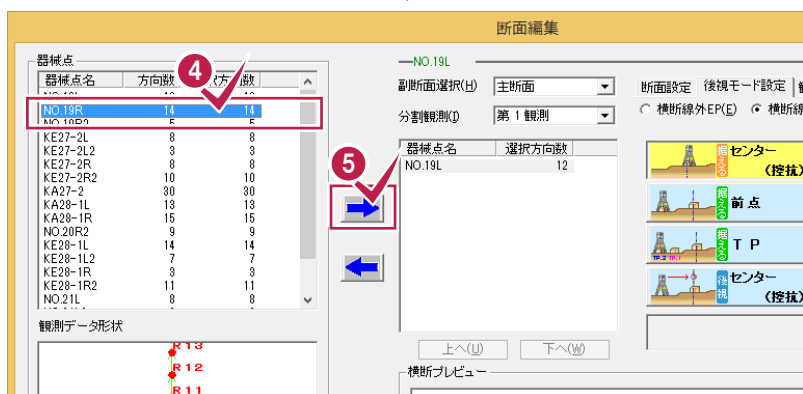 断面編集
器械点
器械点名 方向数 方向数
NO.19R 14 14
NO.19R2 5 5
KE27-2L 8 8
KE27-2L2 3 3
KE27-2R 8 8
KE27-2R2 10 10
KA27-2 30 30
KA28-1L 13 13
KA28-1R 15 15
NO.20R2 9 9
KE28-1L 14 14
KE28-1L2 7 7
KE28-1R 3 3
KE28-1R2 11 11
NO.21L 8 8
観測データ形状
R13
R12
R11
4
5
NO.19L
副断面選択(H) 主断面
分割観測(I) 第1観測
器械点名 選択方向数
NO.19L 12
上へ(U) 下へ(W)
横断プレビュー
断面設定 後視モード設定
横断線外EP(E) 横断線
据える センター
(控杭)
据える 前点
据える TP
TP.2 TP.1
後視 センター
(控杭)